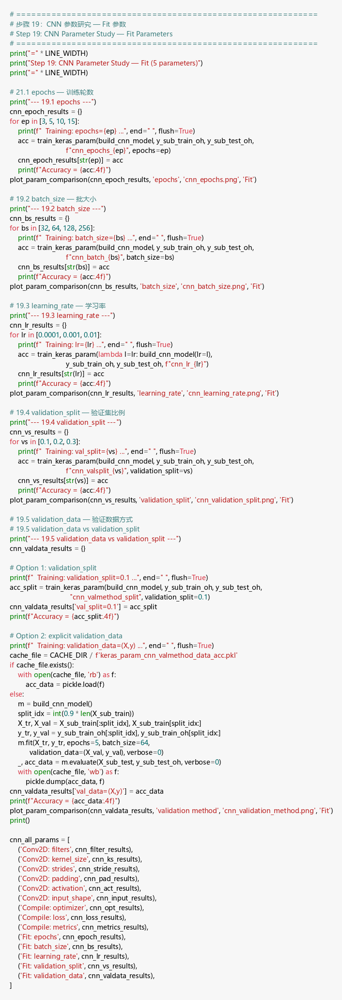 # ============================================================
# 步骤 19：CNN 参数研究 — Fit 参数
# Step 19: CNN Parameter Study — Fit Parameters
# ============================================================
print("=" * LINE_WIDTH)
print("Step 19: CNN Parameter Study — Fit (5 parameters)")
print("=" * LINE_WIDTH)

# 21.1 epochs — 训练轮数
print("--- 19.1 epochs ---")
cnn_epoch_results = {}
for ep in [3, 5, 10, 15]:
    print(f"  Training: epochs={ep} ...", end=" ", flush=True)
    acc = train_keras_param(build_cnn_model, y_sub_train_oh, y_sub_test_oh,
                            f"cnn_epochs_{ep}", epochs=ep)
    cnn_epoch_results[str(ep)] = acc
    print(f"Accuracy = {acc:.4f}")
plot_param_comparison(cnn_epoch_results, 'epochs', 'cnn_epochs.png', 'Fit')

# 19.2 batch_size — 批大小
print("--- 19.2 batch_size ---")
cnn_bs_results = {}
for bs in [32, 64, 128, 256]:
    print(f"  Training: batch_size={bs} ...", end=" ", flush=True)
    acc = train_keras_param(build_cnn_model, y_sub_train_oh, y_sub_test_oh,
                            f"cnn_batch_{bs}", batch_size=bs)
    cnn_bs_results[str(bs)] = acc
    print(f"Accuracy = {acc:.4f}")
plot_param_comparison(cnn_bs_results, 'batch_size', 'cnn_batch_size.png', 'Fit')

# 19.3 learning_rate — 学习率
print("--- 19.3 learning_rate ---")
cnn_lr_results = {}
for lr in [0.0001, 0.001, 0.01]:
    print(f"  Training: lr={lr} ...", end=" ", flush=True)
    acc = train_keras_param(lambda l=lr: build_cnn_model(lr=l),
                            y_sub_train_oh, y_sub_test_oh, f"cnn_lr_{lr}")
    cnn_lr_results[str(lr)] = acc
    print(f"Accuracy = {acc:.4f}")
plot_param_comparison(cnn_lr_results, 'learning_rate', 'cnn_learning_rate.png', 'Fit')

# 19.4 validation_split — 验证集比例
print("--- 19.4 validation_split ---")
cnn_vs_results = {}
for vs in [0.1, 0.2, 0.3]:
    print(f"  Training: val_split={vs} ...", end=" ", flush=True)
    acc = train_keras_param(build_cnn_model, y_sub_train_oh, y_sub_test_oh,
                            f"cnn_valsplit_{vs}", validation_split=vs)
    cnn_vs_results[str(vs)] = acc
    print(f"Accuracy = {acc:.4f}")
plot_param_comparison(cnn_vs_results, 'validation_split', 'cnn_validation_split.png', 'Fit')

# 19.5 validation_data — 验证数据方式
# 19.5 validation_data vs validation_split
print("--- 19.5 validation_data vs validation_split ---")
cnn_valdata_results = {}

# Option 1: validation_split
print(f"  Training: validation_split=0.1 ...", end=" ", flush=True)
acc_split = train_keras_param(build_cnn_model, y_sub_train_oh, y_sub_test_oh,
                              "cnn_valmethod_split", validation_split=0.1)
cnn_valdata_results['val_split=0.1'] = acc_split
print(f"Accuracy = {acc_split:.4f}")

# Option 2: explicit validation_data
print(f"  Training: validation_data=(X,y) ...", end=" ", flush=True)
cache_file = CACHE_DIR / f'keras_param_cnn_valmethod_data_acc.pkl'
if cache_file.exists():
    with open(cache_file, 'rb') as f:
        acc_data = pickle.load(f)
else:
    m = build_cnn_model()
    split_idx = int(0.9 * len(X_sub_train))
    X_tr, X_val = X_sub_train[:split_idx], X_sub_train[split_idx:]
    y_tr, y_val = y_sub_train_oh[:split_idx], y_sub_train_oh[split_idx:]
    m.fit(X_tr, y_tr, epochs=5, batch_size=64,
          validation_data=(X_val, y_val), verbose=0)
    _, acc_data = m.evaluate(X_sub_test, y_sub_test_oh, verbose=0)
    with open(cache_file, 'wb') as f:
        pickle.dump(acc_data, f)
cnn_valdata_results['val_data=(X,y)'] = acc_data
print(f"Accuracy = {acc_data:.4f}")
plot_param_comparison(cnn_valdata_results, 'validation method', 'cnn_validation_method.png', 'Fit')
print()

cnn_all_params = [
    ('Conv2D: filters', cnn_filter_results),
    ('Conv2D: kernel_size', cnn_ks_results),
    ('Conv2D: strides', cnn_stride_results),
    ('Conv2D: padding', cnn_pad_results),
    ('Conv2D: activation', cnn_act_results),
    ('Conv2D: input_shape', cnn_input_results),
    ('Compile: optimizer', cnn_opt_results),
    ('Compile: loss', cnn_loss_results),
    ('Compile: metrics', cnn_metrics_results),
    ('Fit: epochs', cnn_epoch_results),
    ('Fit: batch_size', cnn_bs_results),
    ('Fit: learning_rate', cnn_lr_results),
    ('Fit: validation_split', cnn_vs_results),
    ('Fit: validation_data', cnn_valdata_results),
]